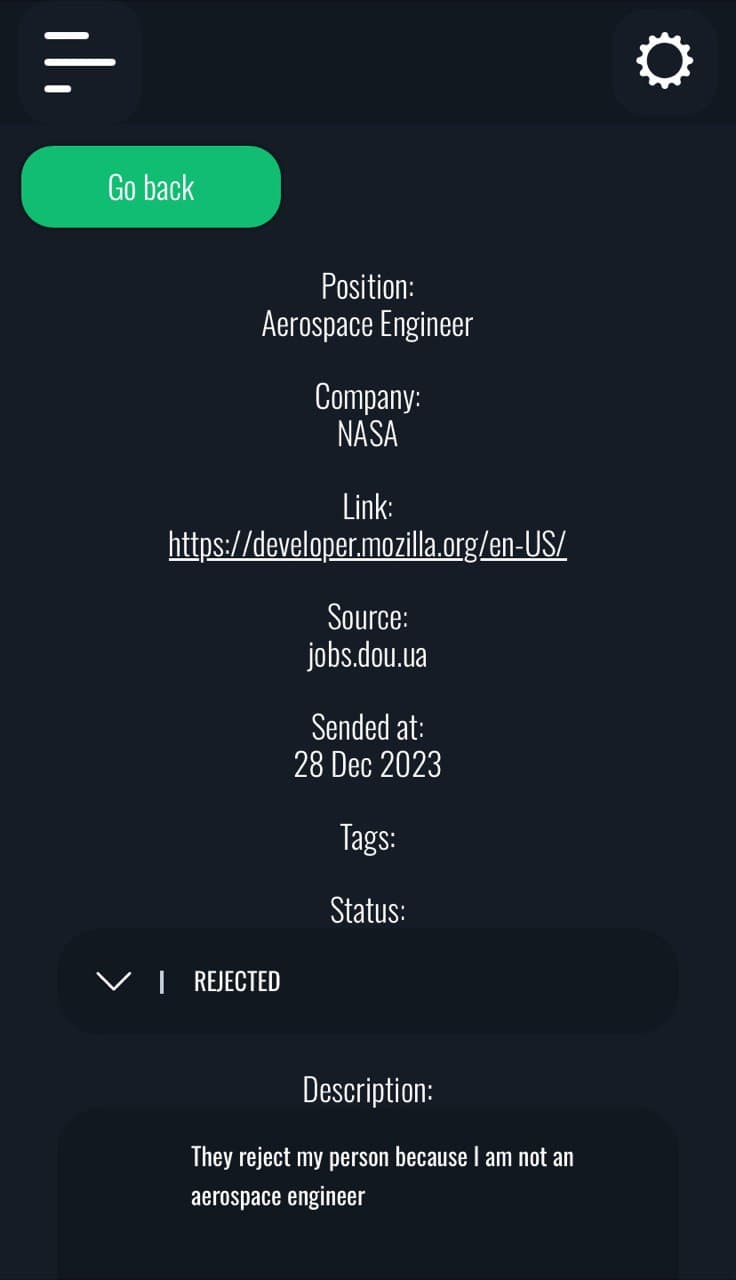 Go back
Position:
Aerospace Engineer
Company:
NASA
Link:
https://developer.mozilla.org/en-US/
Source:
jobs.dou.ua
Sended at:
28 Dec 2023
Tags:
Status:
REJECTED
Description:
They reject my person because I am not an
aerospace engineer